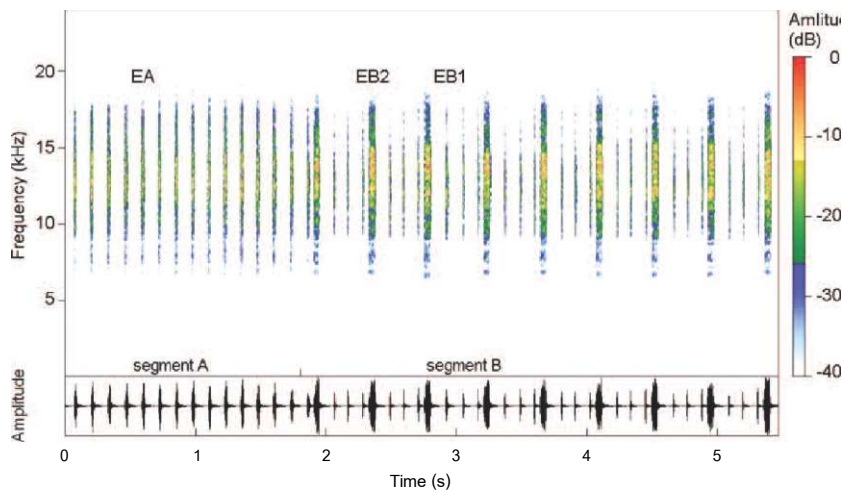 Amlitude
(dB)
0
-10
-20
-30
-40
20
15
10
5
Frequency (kHz)
EA
EB2
EB1
segment A
segment B
Amplitude
0
1
2
3
4
5
Time (s)